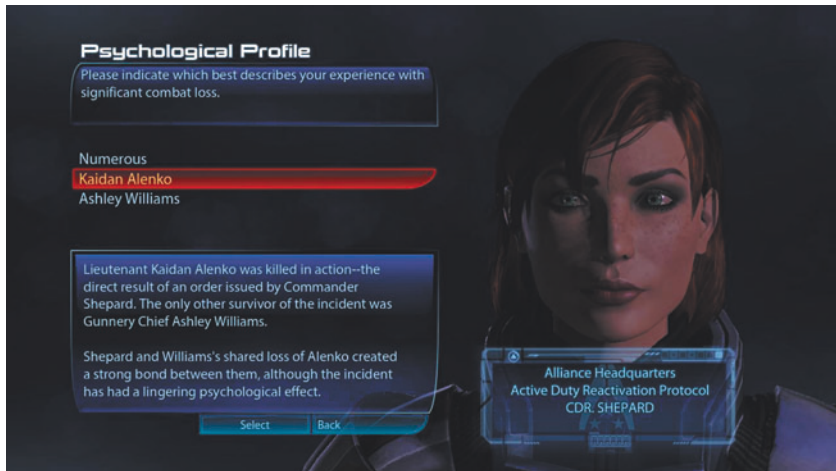 Psychological Profile
Please indicate which best describes your experience with
significant combat loss.
Numerous
Kaidan Alenko
Ashley Williams
Lieutenant Kaidan Alenko was killed in action--the
direct result of an order issued by Commander
Shepard. The only other survivor of the incident was
Gunnery Chief Ashley Williams.
Shepard and Williams's shared loss of Alenko created
a strong bond between them, although the incident
has had a lingering psychological effect.
Select
Back
Alliance Headquarters
Active Duty Reactivation Protocol
CDR. SHEPARD